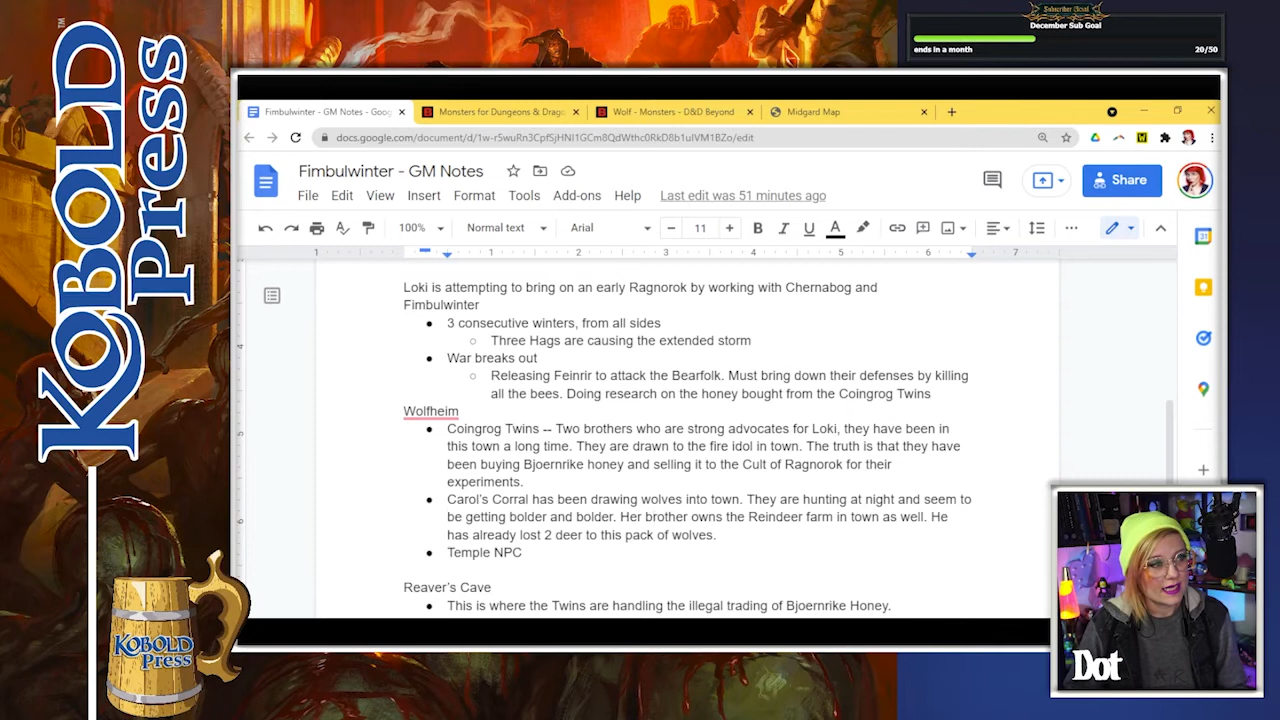 KOBOLD
Press
TM
Subscriber Goal
December Sub Goal
ends in a month
20/50
Fimbulwinter - GM Notes - Goog
Monsters for Dungeons & Drago
Wolf - Monsters - D&D Beyond
Midgard Map
docs.google.com/document/d/1w-r5wuRn3CpfSjHNI1GCm8QdWthc0RkD8b1uIVM1BZo/edit
Fimbulwinter - GM Notes
File Edit View Insert Format Tools Add-ons Help Last edit was 51 minutes ago
Share
100% Normal text Arial 11 B I U A
1 1 2 3 4 5 6 7
Loki is attempting to bring on an early Ragnorok by working with Chernabog and
Fimbulwinter
● 3 consecutive winters, from all sides
○ Three Hags are causing the extended storm
● War breaks out
○ Releasing Feinrir to attack the Bearfolk. Must bring down their defenses by killing
all the bees. Doing research on the honey bought from the Coingrog Twins
Wolfheim
● Coingrog Twins -- Two brothers who are strong advocates for Loki, they have been in
this town a long time. They are drawn to the fire idol in town. The truth is that they have
been buying Bjoernrike honey and selling it to the Cult of Ragnorok for their
experiments.
● Carol's Corral has been drawing wolves into town. They are hunting at night and seem to
be getting bolder and bolder. Her brother owns the Reindeer farm in town as well. He
has already lost 2 deer to this pack of wolves.
● Temple NPC
Reaver's Cave
● This is where the Twins are handling the illegal trading of Bjoernrike Honey.
KOBOLD
Press
Dot